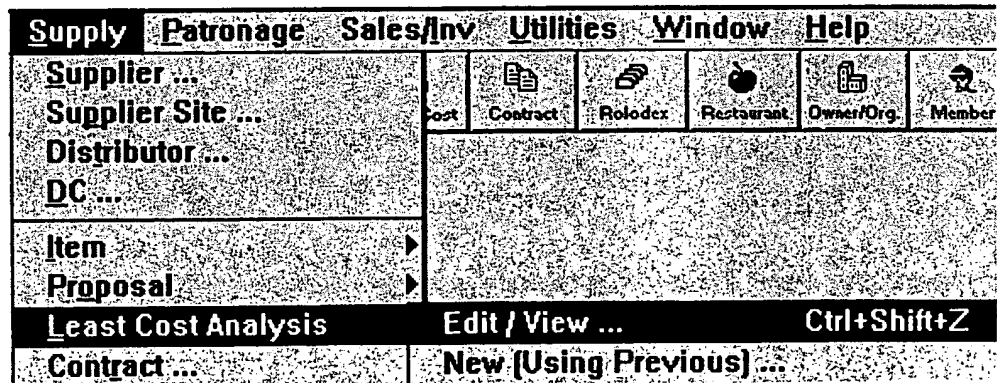 Supply Patronage Sales/Inv Utilities Window Help
Supplier ...
Supplier Site ...
Distributor ...
DC ...
Cost Contract Rolodex Restaurant Owner/Org. Member
Item
Proposal
Least Cost Analysis Edit / View ... Ctrl+Shift+Z
Contract ... New (Using Previous) ...